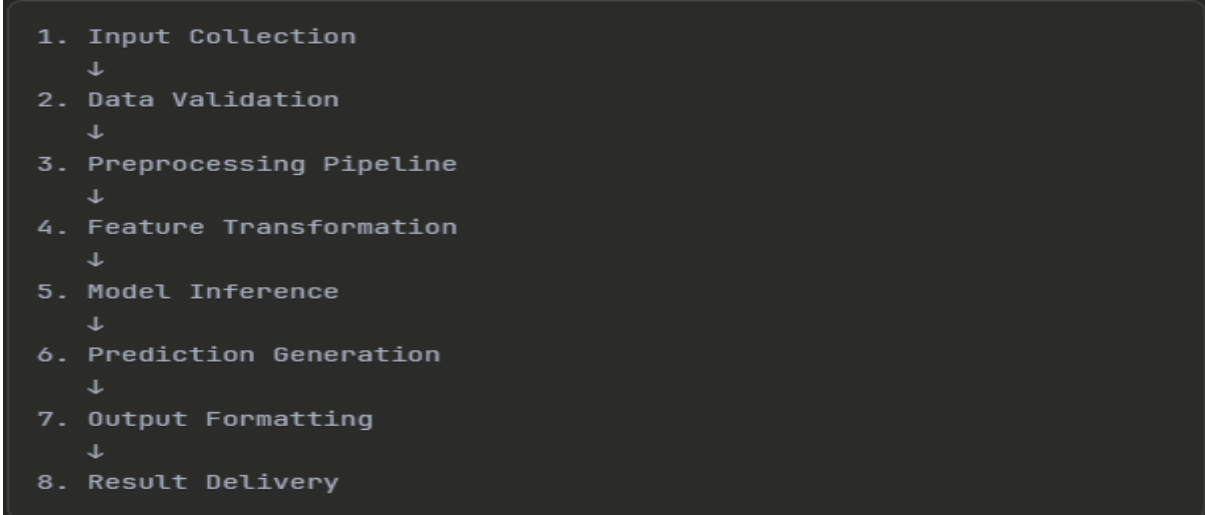 1. Input Collection
↓
2. Data Validation
↓
3. Preprocessing Pipeline
↓
4. Feature Transformation
↓
5. Model Inference
↓
6. Prediction Generation
↓
7. Output Formatting
↓
8. Result Delivery